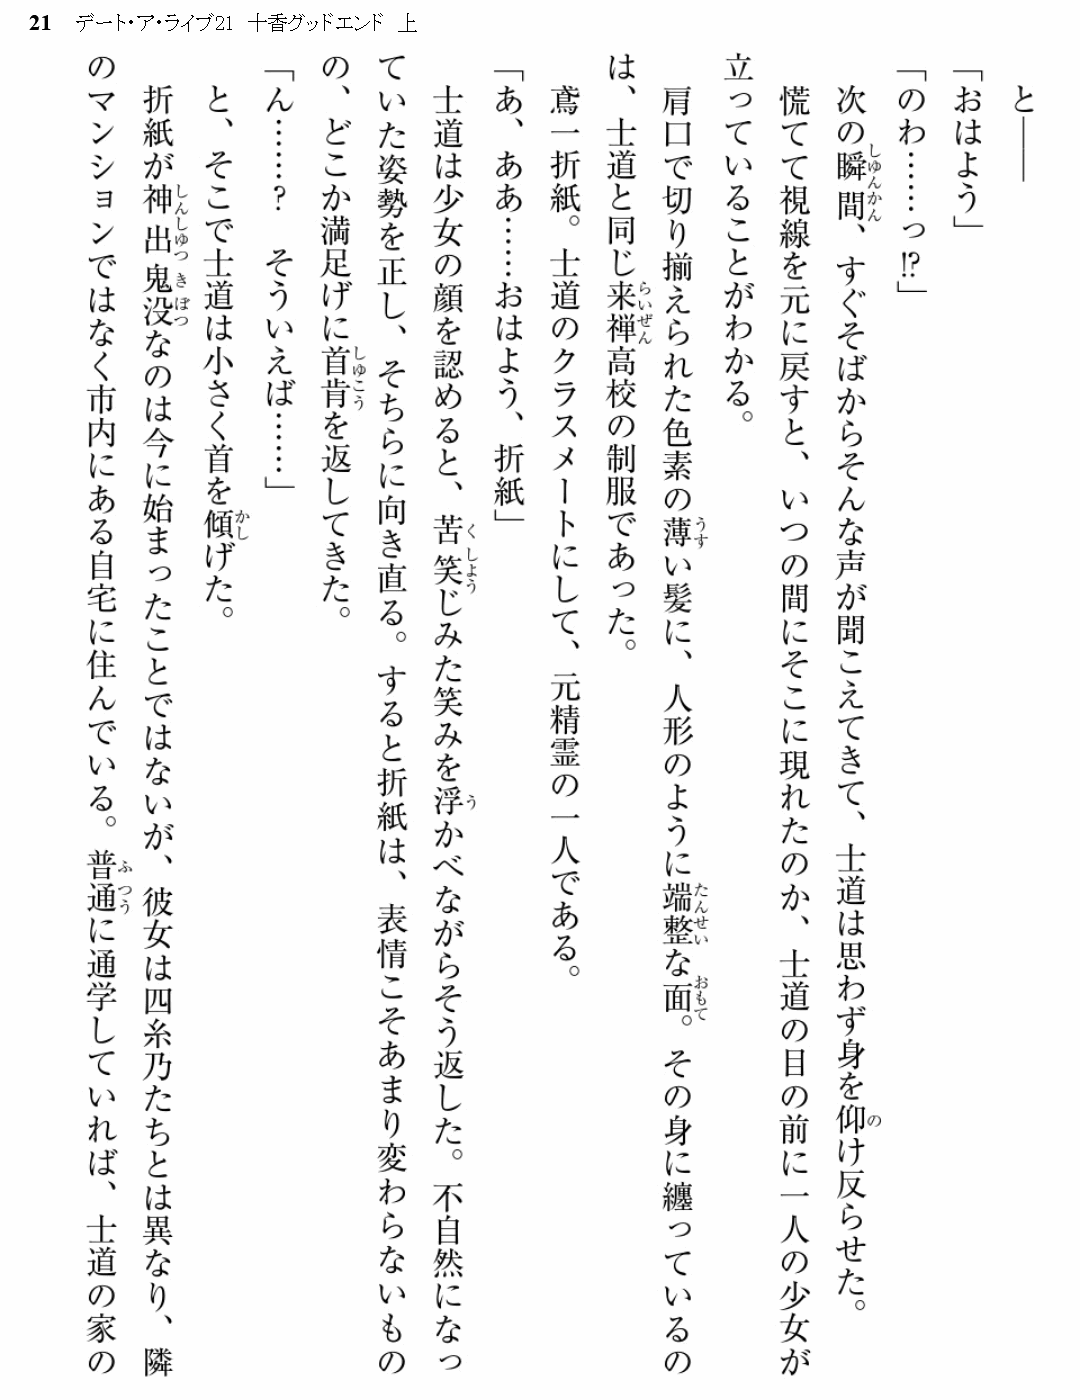 21 デート・ア・ライブ21 十香グッドエンド 上
と――
「おはよう」
「のわ……っ!?」
次の瞬間、すぐそばからそんな声が聞こえてきて、士道は思わず身を仰け反らせた。
慌てて視線を元に戻すと、いつの間にそこに現れたのか、士道の目の前に一人の少女が
立っていることがわかる。
肩口で切り揃えられた色素の薄い髪に、人形のように端整な面。その身に纏っているの
は、士道と同じ来禅高校の制服であった。
鳶一折紙。士道のクラスメートにして、元精霊の一人である。
「あ、ああ……おはよう、折紙」
士道は少女の顔を認めると、苦笑じみた笑みを浮かべながらそう返した。不自然になっ
ていた姿勢を正し、そちらに向き直る。すると折紙は、表情こそあまり変わらないもの
の、どこか満足げに首肯を返してきた。
「ん……? そういえば……」
と、そこで士道は小さく首を傾げた。
折紙が神出鬼没なのは今に始まったことではないが、彼女は四糸乃たちとは異なり、隣
のマンションではなく市内にある自宅に住んでいる。普通に通学していれば、士道の家の